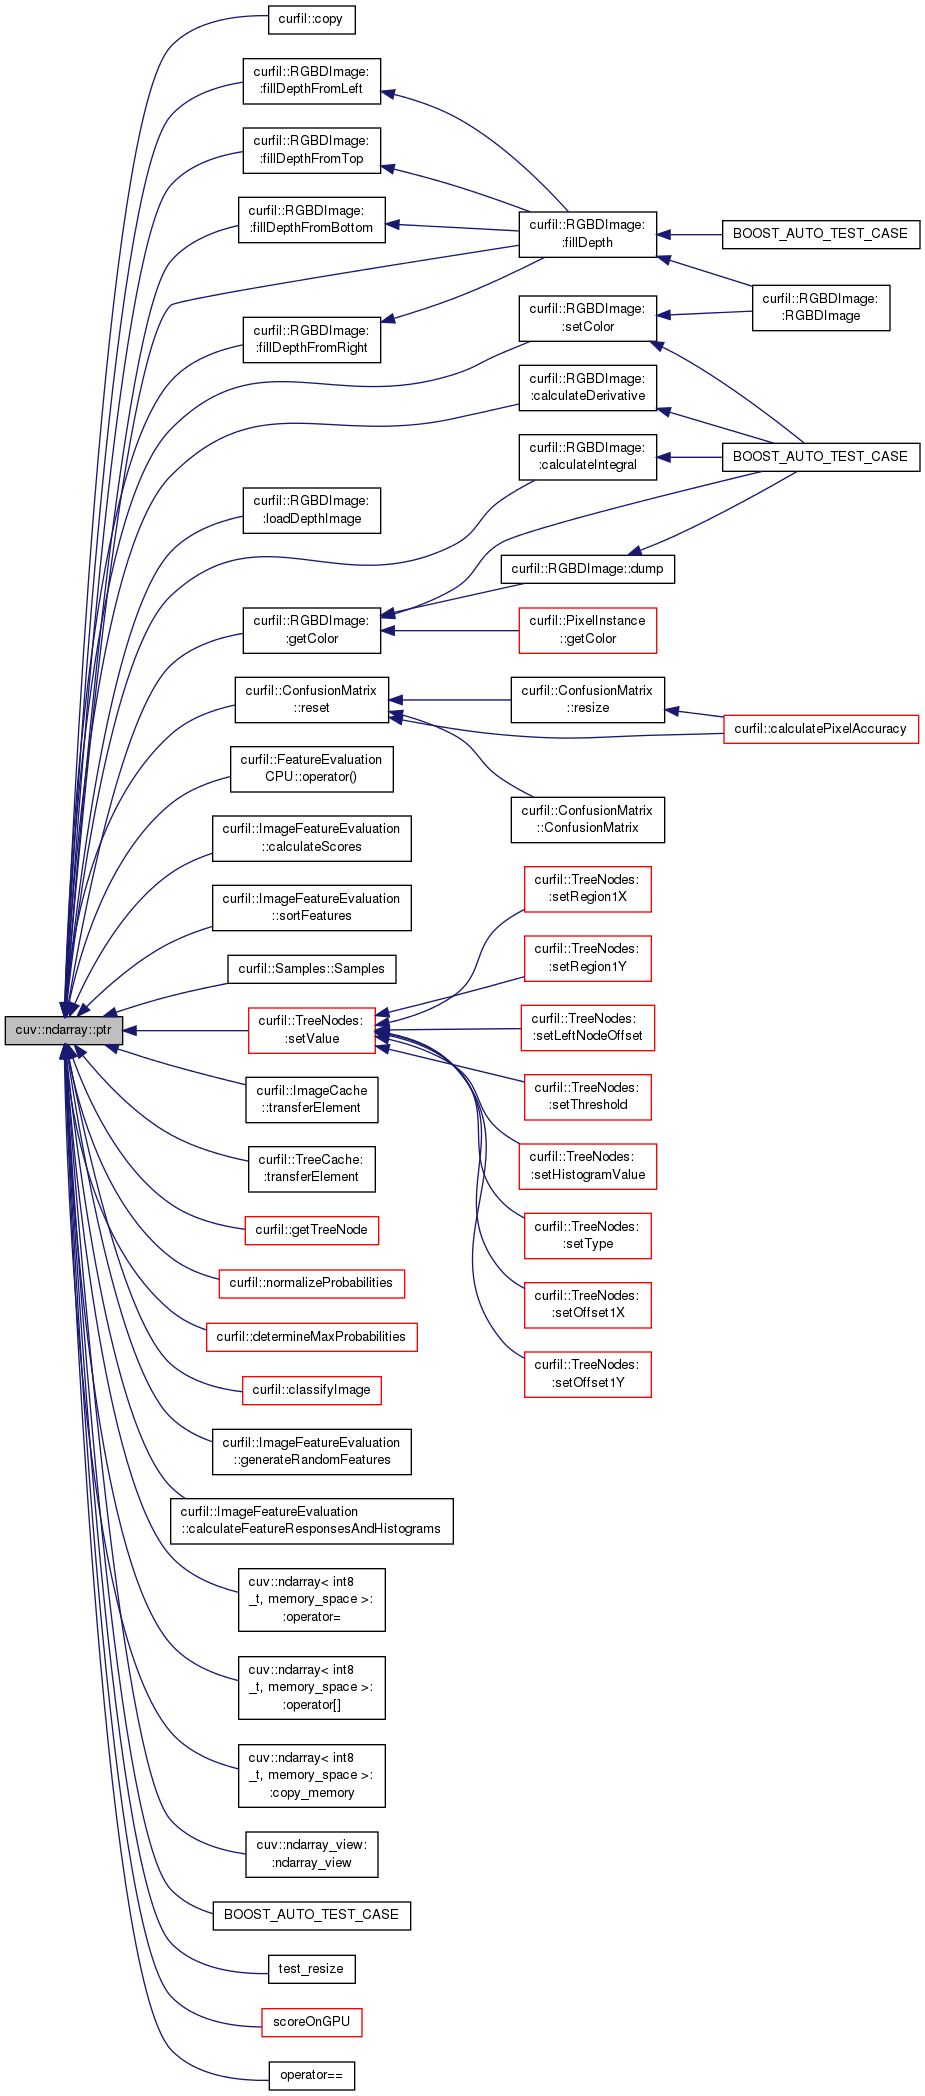 curfil::copy
curfil::RGBDImage:
:fillDepthFromLeft
curfil::RGBDImage:
:fillDepthFromTop
curfil::RGBDImage:
:fillDepthFromBottom
curfil::RGBDImage:
:fillDepth
BOOST_AUTO_TEST_CASE
curfil::RGBDImage:
:RGBDImage
curfil::RGBDImage:
:setColor
curfil::RGBDImage:
:fillDepthFromRight
curfil::RGBDImage:
:calculateDerivative
curfil::RGBDImage:
:calculateIntegral
BOOST_AUTO_TEST_CASE
curfil::RGBDImage:
:loadDepthImage
curfil::RGBDImage::dump
curfil::RGBDImage:
:getColor
curfil::PixelInstance
::getColor
curfil::ConfusionMatrix
::reset
curfil::ConfusionMatrix
::resize
curfil::calculatePixelAccuracy
curfil::FeatureEvaluation
CPU::operator()
curfil::ConfusionMatrix
::ConfusionMatrix
curfil::ImageFeatureEvaluation
::calculateScores
curfil::TreeNodes:
:setRegion1X
curfil::ImageFeatureEvaluation
::sortFeatures
curfil::TreeNodes:
:setRegion1Y
curfil::Samples::Samples
cuv::ndarray::ptr
curfil::TreeNodes:
:setValue
curfil::TreeNodes:
:setLeftNodeOffset
curfil::ImageCache
::transferElement
curfil::TreeNodes:
:setThreshold
curfil::TreeCache:
:transferElement
curfil::TreeNodes:
:setHistogramValue
curfil::getTreeNode
curfil::TreeNodes:
:setType
curfil::normalizeProbabilities
curfil::TreeNodes:
:setOffset1X
curfil::determineMaxProbabilities
curfil::TreeNodes:
:setOffset1Y
curfil::classifyImage
curfil::ImageFeatureEvaluation
::generateRandomFeatures
curfil::ImageFeatureEvaluation
::calculateFeatureResponsesAndHistograms
cuv::ndarray< int8
_t, memory_space >:
:operator=
cuv::ndarray< int8
_t, memory_space >:
:operator[]
cuv::ndarray< int8
_t, memory_space >:
:copy_memory
cuv::ndarray_view:
:ndarray_view
BOOST_AUTO_TEST_CASE
test_resize
scoreOnGPU
operator==